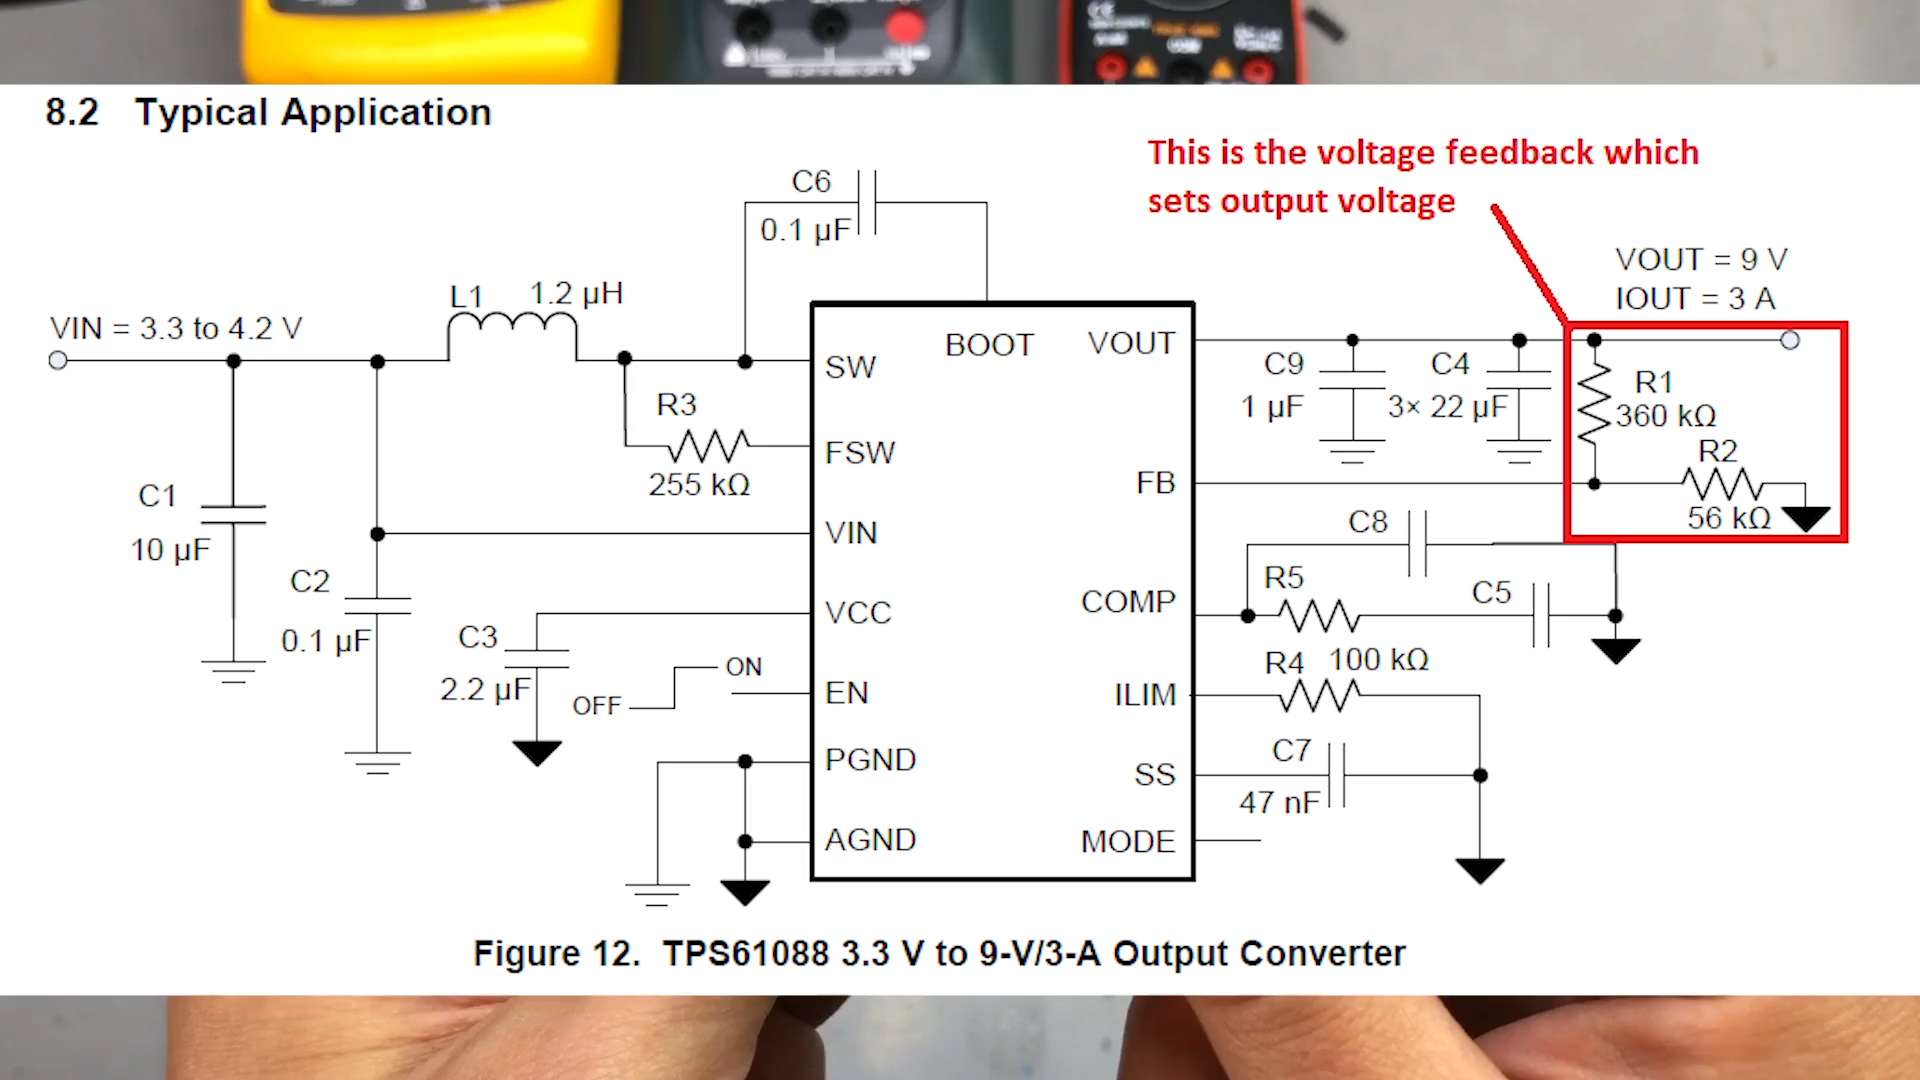 8.2 Typical Application
This is the voltage feedback which
sets output voltage
C6
0.1 µF
VOUT = 9 V
IOUT = 3 A
L1 1.2 µH
VIN = 3.3 to 4.2 V
BOOT
VOUT
SW
C9
1 µF
C4
3× 22 µF
R1
360 kΩ
R2
56 kΩ
R3
255 kΩ
FSW
FB
C1
10 µF
VIN
C8
C2
0.1 µF
R5
C5
COMP
VCC
C3
2.2 µF
ON
OFF
EN
R4 100 kΩ
ILIM
PGND
C7
47 nF
SS
AGND
MODE
Figure 12. TPS61088 3.3 V to 9-V/3-A Output Converter
CE
COM